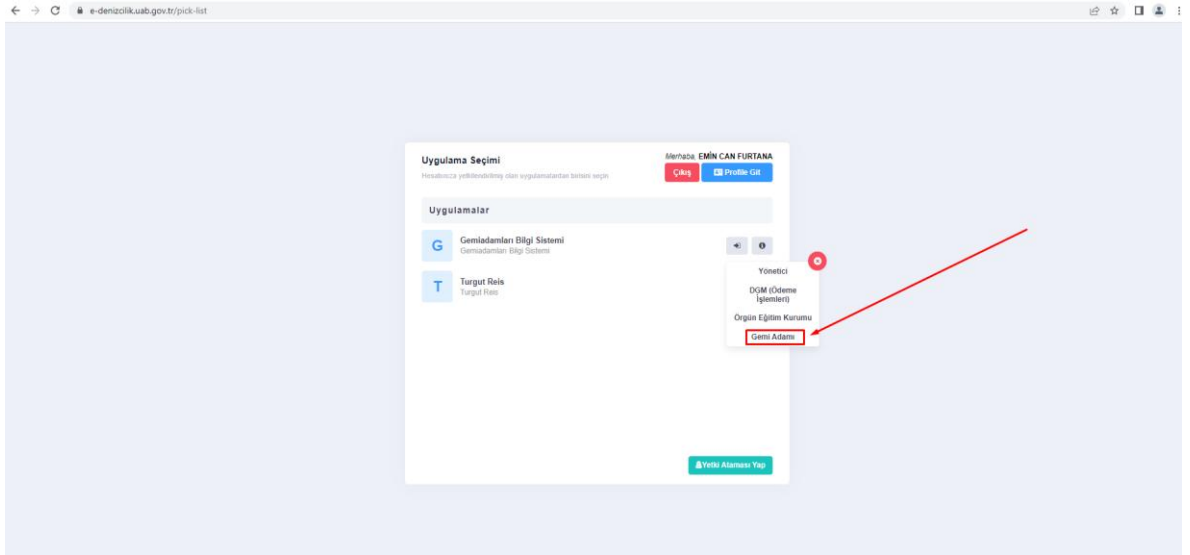 e-denizcilik.uab.gov.tr/pick-list
Uygulama Seçimi
Merhaba, EMİN CAN FURTANA
Hesabınıza yetkilendirilmiş olan uygulamalardan birisini seçin
Çıkış
Profile Git
Uygulamalar
G
Gemiadamları Bilgi Sistemi
Gemiadamları Bilgi Sistemi
T
Turgut Reis
Turgut Reis
Yönetici
DGM (Ödeme
İşlemleri)
Örgün Eğitim Kurumu
Gemi Adamı
Yetki Ataması Yap